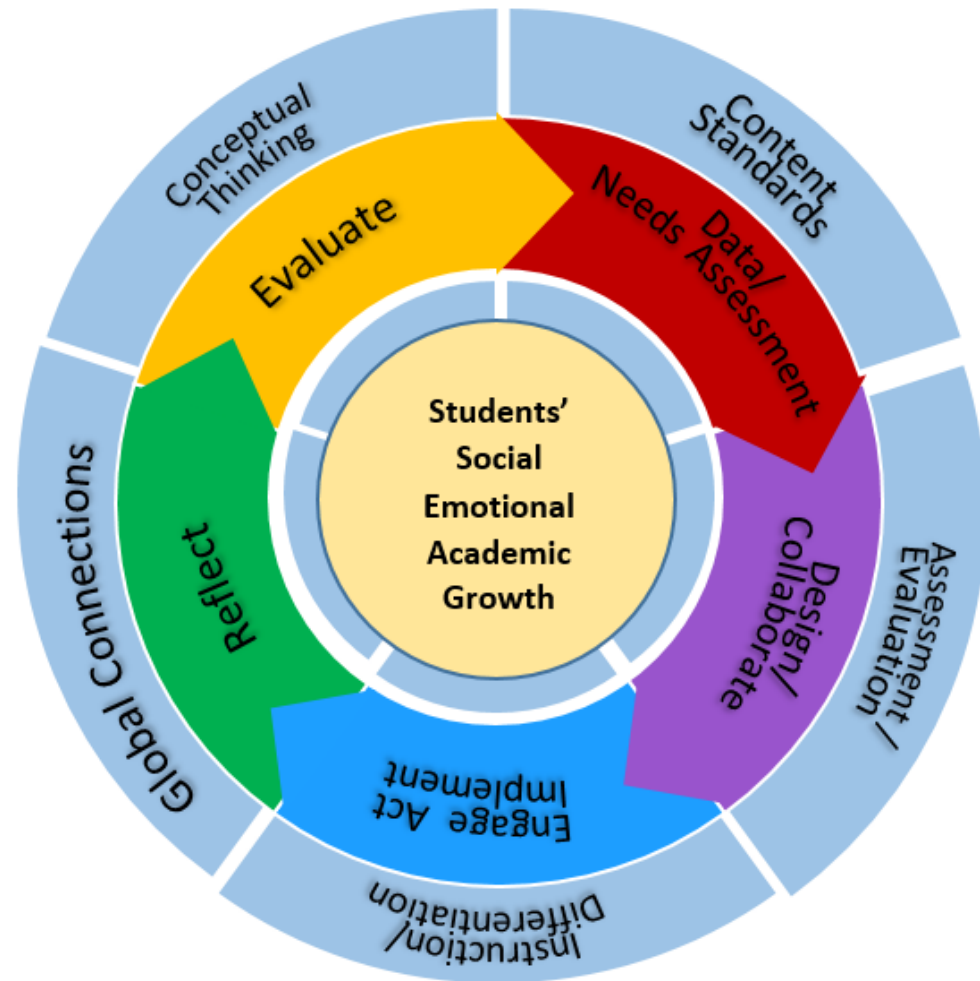 Content
Standards
Data/
Needs Assessment
Assessment /
Evaluation /
Design/
Collaborate
Engage Act
Implement
Instruction/
Differentiation
Global Connections
Reflect
Conceptual
Thinking
Evaluate
Students’
Social
Emotional
Academic
Growth